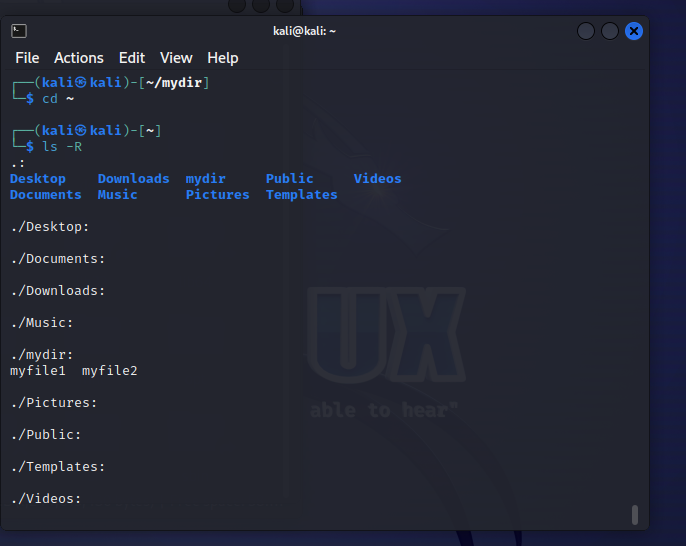 kali@kali: ~
File Actions Edit View Help
┌──(kali㉿kali)-[~/mydir]
└─$ cd ~
┌──(kali㉿kali)-[~]
└─$ ls -R
.:
Desktop    Downloads  mydir     Public     Videos
Documents  Music      Pictures  Templates
./Desktop:
./Documents:
./Downloads:
./Music:
./mydir:
myfile1  myfile2
./Pictures:
./Public:
./Templates:
./Videos:
UX
able to hear"